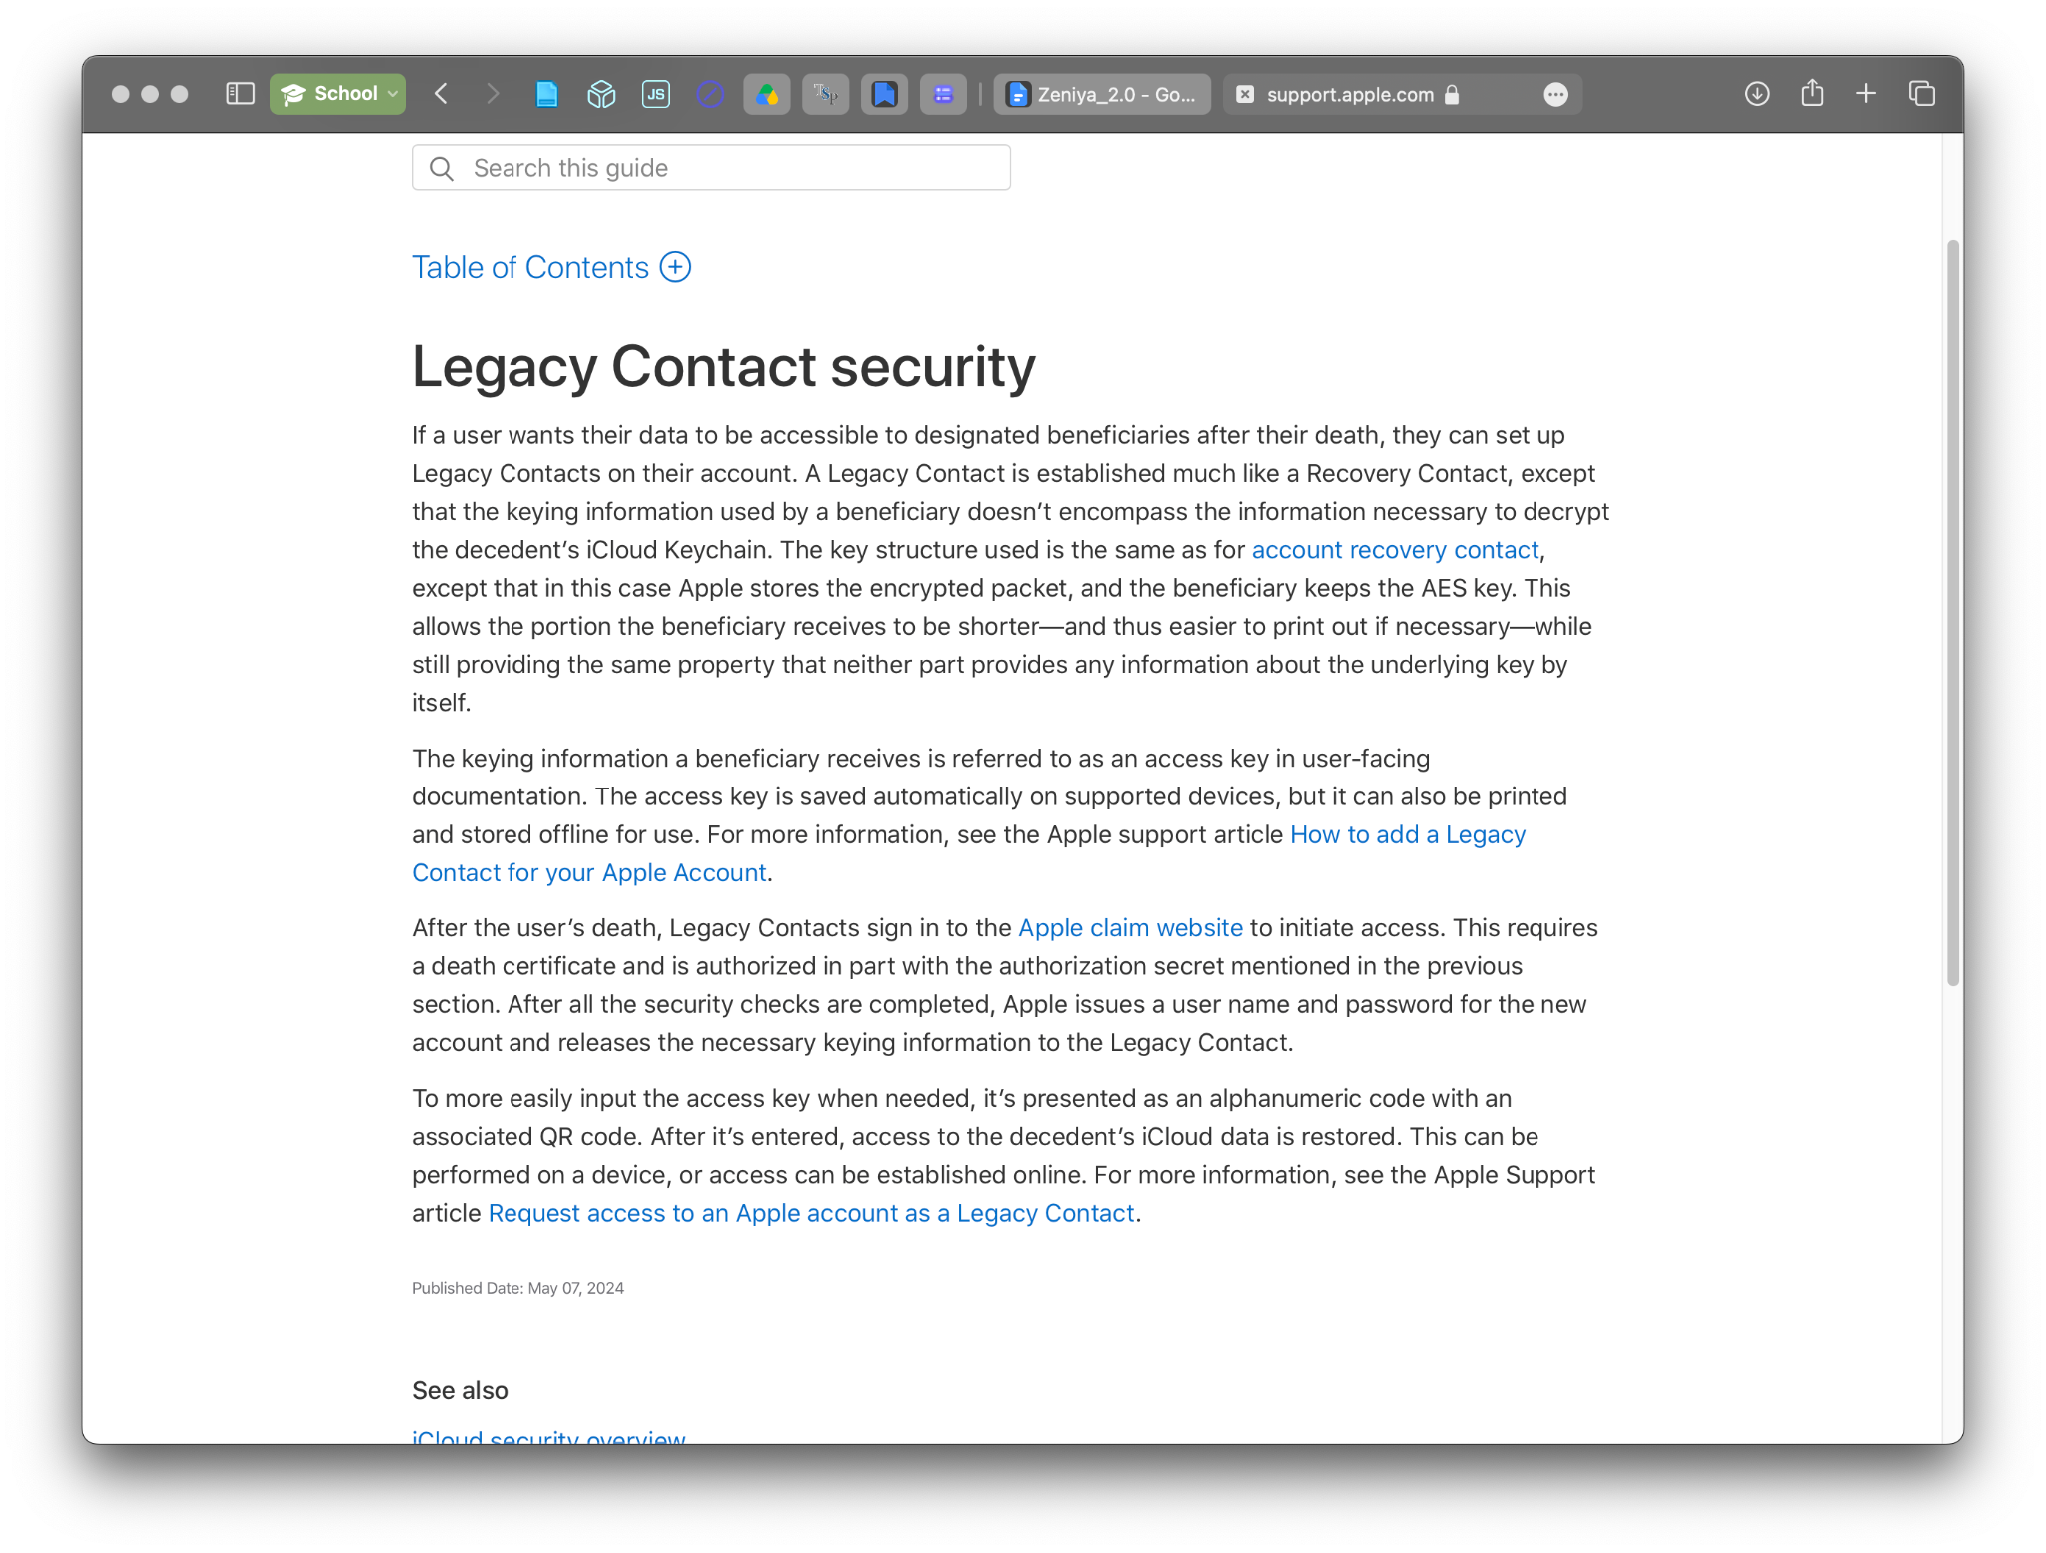 School
JS
TSP
Zeniya_2.0 - Go...
support.apple.com
Search this guide
Table of Contents
Legacy Contact security
If a user wants their data to be accessible to designated beneficiaries after their death, they can set up
Legacy Contacts on their account. A Legacy Contact is established much like a Recovery Contact, except
that the keying information used by a beneficiary doesn’t encompass the information necessary to decrypt
the decedent’s iCloud Keychain. The key structure used is the same as for account recovery contact,
except that in this case Apple stores the encrypted packet, and the beneficiary keeps the AES key. This
allows the portion the beneficiary receives to be shorter—and thus easier to print out if necessary—while
still providing the same property that neither part provides any information about the underlying key by
itself.
The keying information a beneficiary receives is referred to as an access key in user-facing
documentation. The access key is saved automatically on supported devices, but it can also be printed
and stored offline for use. For more information, see the Apple support article How to add a Legacy
Contact for your Apple Account.
After the user’s death, Legacy Contacts sign in to the Apple claim website to initiate access. This requires
a death certificate and is authorized in part with the authorization secret mentioned in the previous
section. After all the security checks are completed, Apple issues a user name and password for the new
account and releases the necessary keying information to the Legacy Contact.
To more easily input the access key when needed, it’s presented as an alphanumeric code with an
associated QR code. After it’s entered, access to the decedent’s iCloud data is restored. This can be
performed on a device, or access can be established online. For more information, see the Apple Support
article Request access to an Apple account as a Legacy Contact.
Published Date: May 07, 2024
See also
iCloud security overview